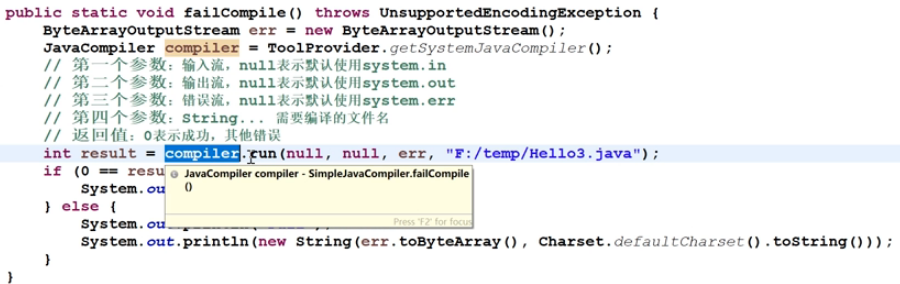 public static void failCompile() throws UnsupportedEncodingException {
ByteArrayOutputStream err = new ByteArrayOutputStream();
JavaCompiler compiler = ToolProvider.getSystemJavaCompiler();
// 第一个参数：输入流，null表示默认使用system.in
// 第二个参数：输出流，null表示默认使用system.out
// 第三个参数：错误流，null表示默认使用system.err
// 第四个参数：String... 需要编译的文件名
// 返回值：0表示成功，其他错误
int result = compiler.run(null, null, err, "F:/temp/Hello3.java");
if (0 == resu
JavaCompiler compiler - SimpleJavaCompiler.failCompile
System.ou
()
} else {
Press 'F2' for focus
System.out.
System.out.println(new String(err.toByteArray(), Charset.defaultCharset().toString()));
}
}